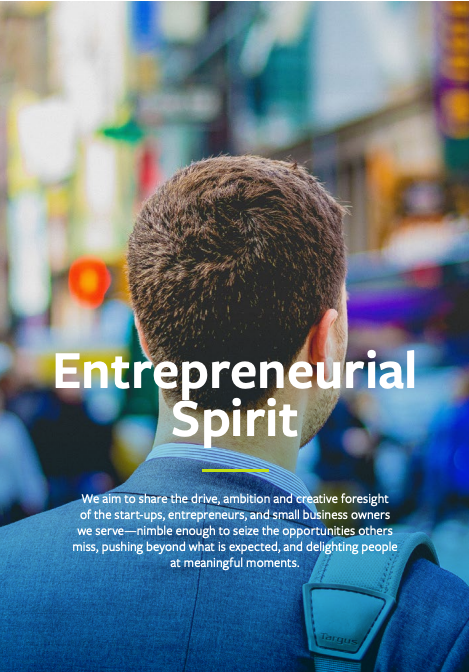 Entrepreneurial
Spirit
We aim to share the drive, ambition and creative foresight
of the start-ups, entrepreneurs, and small business owners
we serve—nimble enough to seize the opportunities others
miss, pushing beyond what is expected, and delighting people
at meaningful moments.
Targus